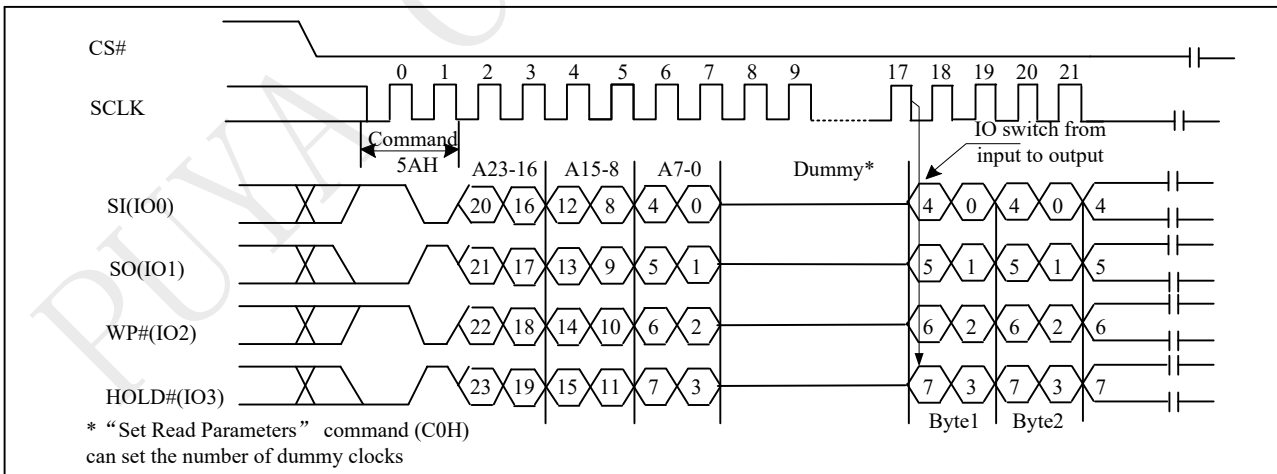 PUYA
CS#
0 1 2 3 4 5 6 7 8 9 17 18 19 20 21
SCLK
Command
5AH
IO switch from
input to output
A23-16 A15-8 A7-0 Dummy*
SI(IO0) 20 16 12 8 4 0 4 0 4 0 4
SO(IO1) 21 17 13 9 5 1 5 1 5 1 5
WP#(IO2) 22 18 14 10 6 2 6 2 6 2 6
HOLD#(IO3) 23 19 15 11 7 3 7 3 7 3 7
Byte1 Byte2
* “Set Read Parameters” command (C0H)
can set the number of dummy clocks